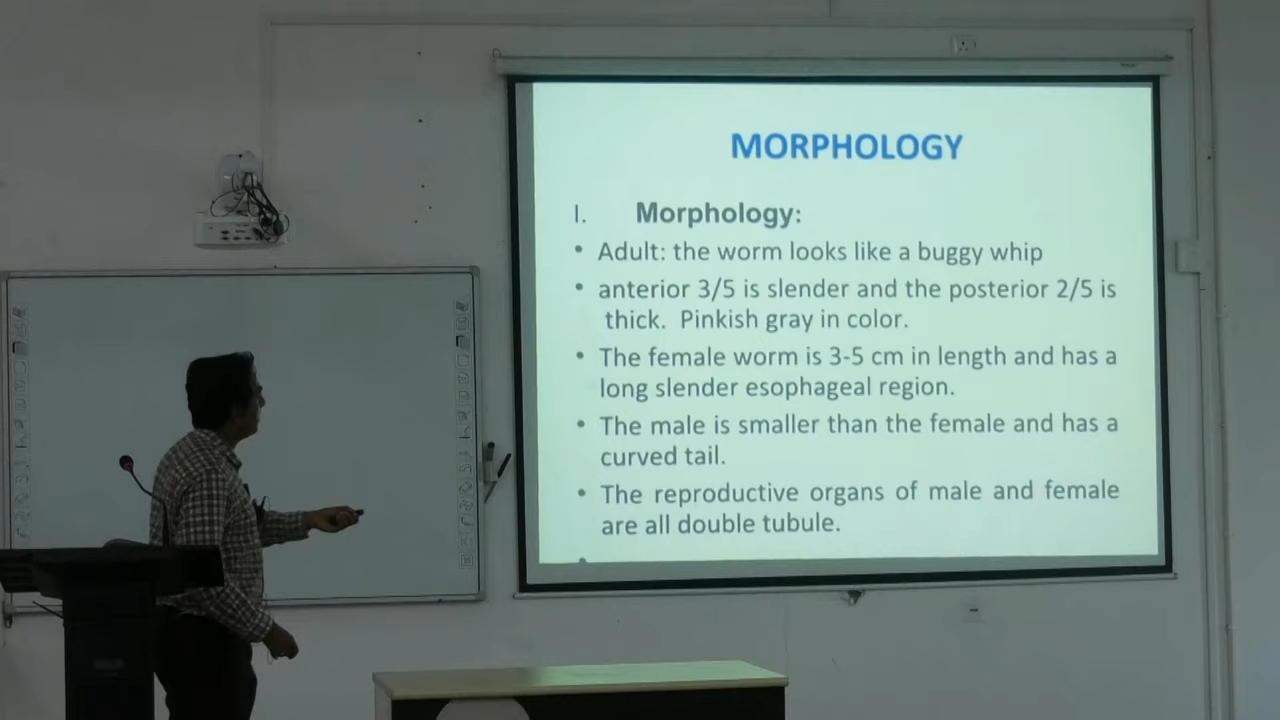 MORPHOLOGY
I. Morphology:
• Adult: the worm looks like a buggy whip
• anterior 3/5 is slender and the posterior 2/5 is
thick. Pinkish gray in color.
• The female worm is 3-5 cm in length and has a
long slender esophageal region.
• The male is smaller than the female and has a
curved tail.
• The reproductive organs of male and female
are all double tubule.
•